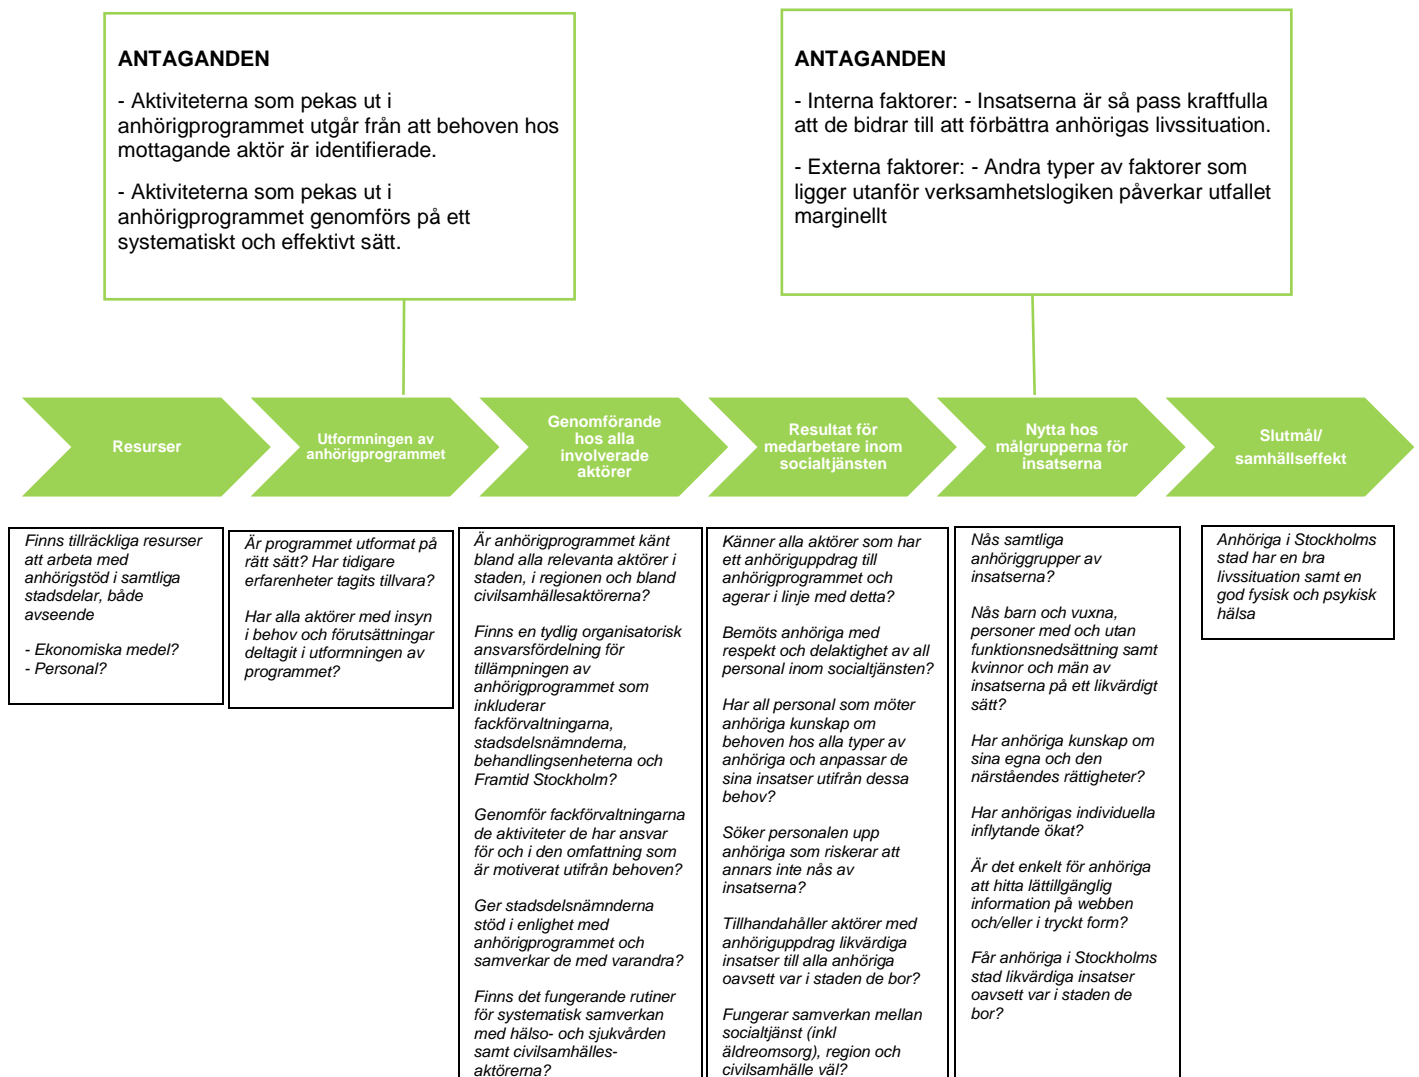 ANTAGANDEN
- Aktiviteterna som pekas ut i
anhörigprogrammet utgår från att behoven hos
mottagande aktör är identifierade.
- Aktiviteterna som pekas ut i
anhörigprogrammet genomförs på ett
systematiskt och effektivt sätt.
ANTAGANDEN
- Interna faktorer: - Insatserna är så pass kraftfulla
att de bidrar till att förbättra anhörigas livssituation.
- Externa faktorer: - Andra typer av faktorer som
ligger utanför verksamhetslogiken påverkar utfallet
marginellt
Resurser
Utformningen av
anhörigprogrammet
Genomförande
hos alla
involverade
aktörer
Resultat för
medarbetare inom
socialtjänsten
Nytta hos
målgrupperna för
insatserna
Slutmål/
samhällseffekt
Finns tillräckliga resurser
att arbeta med
anhörigstöd i samtliga
stadsdelar, både
avseende
- Ekonomiska medel?
- Personal?
Är programmet utformat på
rätt sätt? Har tidigare
erfarenheter tagits tillvara?
Har alla aktörer med insyn
i behov och förutsättningar
deltagit i utformningen av
programmet?
Är anhörigprogrammet känt
bland alla relevanta aktörer i
staden, i regionen och bland
civilsamhällesaktörerna?
Finns en tydlig organisatorisk
ansvarsfördelning för
tillämpningen av
anhörigprogrammet som
inkluderar
fackförvaltningarna,
stadsdelsnämnderna,
behandlingsenheterna och
Framtid Stockholm?
Genomför fackförvaltningarna
de aktiviteter de har ansvar
för och i den omfattning som
är motiverat utifrån behoven?
Ger stadsdelsnämnderna
stöd i enlighet med
anhörigprogrammet och
samverkar de med varandra?
Finns det fungerande rutiner
för systematisk samverkan
med hälso- och sjukvården
samt civilsamhälles-
aktörerna?
Känner alla aktörer som har
ett anhöriguppdrag till
anhörigprogrammet och
agerar i linje med detta?
Bemöts anhöriga med
respekt och delaktighet av all
personal inom socialtjänsten?
Har all personal som möter
anhöriga kunskap om
behoven hos alla typer av
anhöriga och anpassar de
sina insatser utifrån dessa
behov?
Söker personalen upp
anhöriga som riskerar att
annars inte nås av
insatserna?
Tillhandahåller aktörer med
anhöriguppdrag likvärdiga
insatser till alla anhöriga
oavsett var i staden de bor?
Fungerar samverkan mellan
socialtjänst (inkl
äldreomsorg), region och
civilsamhälle väl?
Nås samtliga
anhöriggrupper av
insatserna?
Nås barn och vuxna,
personer med och utan
funktionsnedsättning samt
kvinnor och män av
insatserna på ett likvärdigt
sätt?
Har anhöriga kunskap om
sina egna och den
närståendes rättigheter?
Har anhörigas individuella
inflytande ökat?
Är det enkelt för anhöriga
att hitta lättillgänglig
information på webben
och/eller i tryckt form?
Får anhöriga i Stockholms
stad likvärdiga insatser
oavsett var i staden de
bor?
Anhöriga i Stockholms
stad har en bra
livssituation samt en
god fysisk och psykisk
hälsa